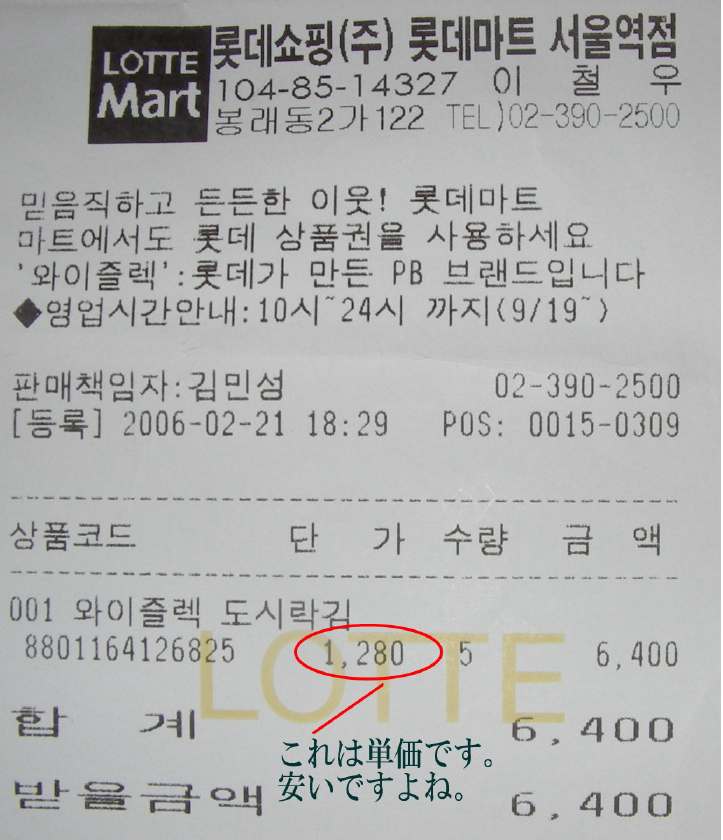 LOTTE Mart
롯데쇼핑(주) 롯데마트 서울역점
104-85-14327 이 철 우
봉래동2가122 TEL)02-390-2500
믿음직하고 든든한 이웃! 롯데마트
마트에서도 롯데 상품권을 사용하세요
'와이즐렉':롯데가 만든 PB 브랜드입니다
◆영업시간안내:10시~24시 까지(9/19~)
판매책임자:김민성 02-390-2500
[등록] 2006-02-21 18:29 POS: 0015-0309
상품코드 단 가 수량 금 액
001 와이즐렉 도시락김
8801164126825 1,280 5 6,400
LOTTE
합 계 6,400
これは単価です。
安いですよね。
받을금액 6,400